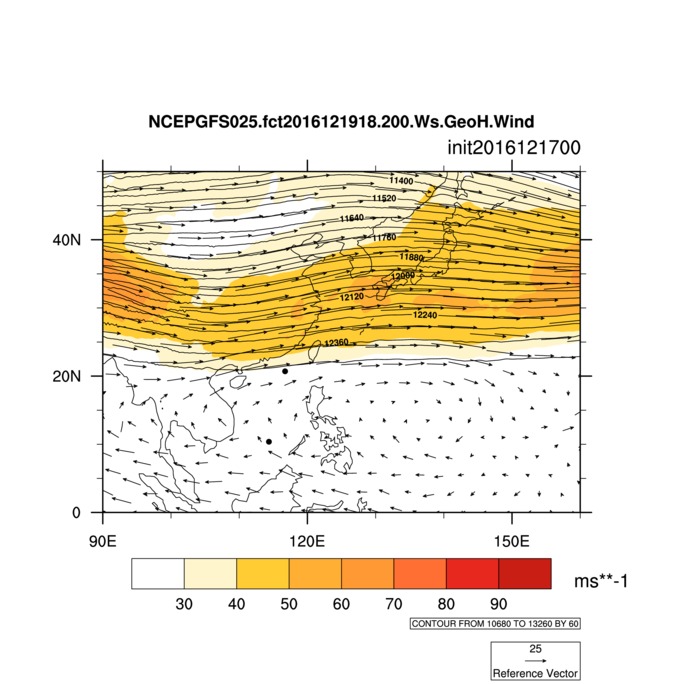 NCEPGFS025.fct2016121918.200.Ws.GeoH.Wind
init2016121700
11400
11520
11640
11760
11880
12000
12120
12240
12360
40N
20N
0
90E 120E 150E
30 40 50 60 70 80 90
ms**-1
CONTOUR FROM 10680 TO 13260 BY 60
25
Reference Vector